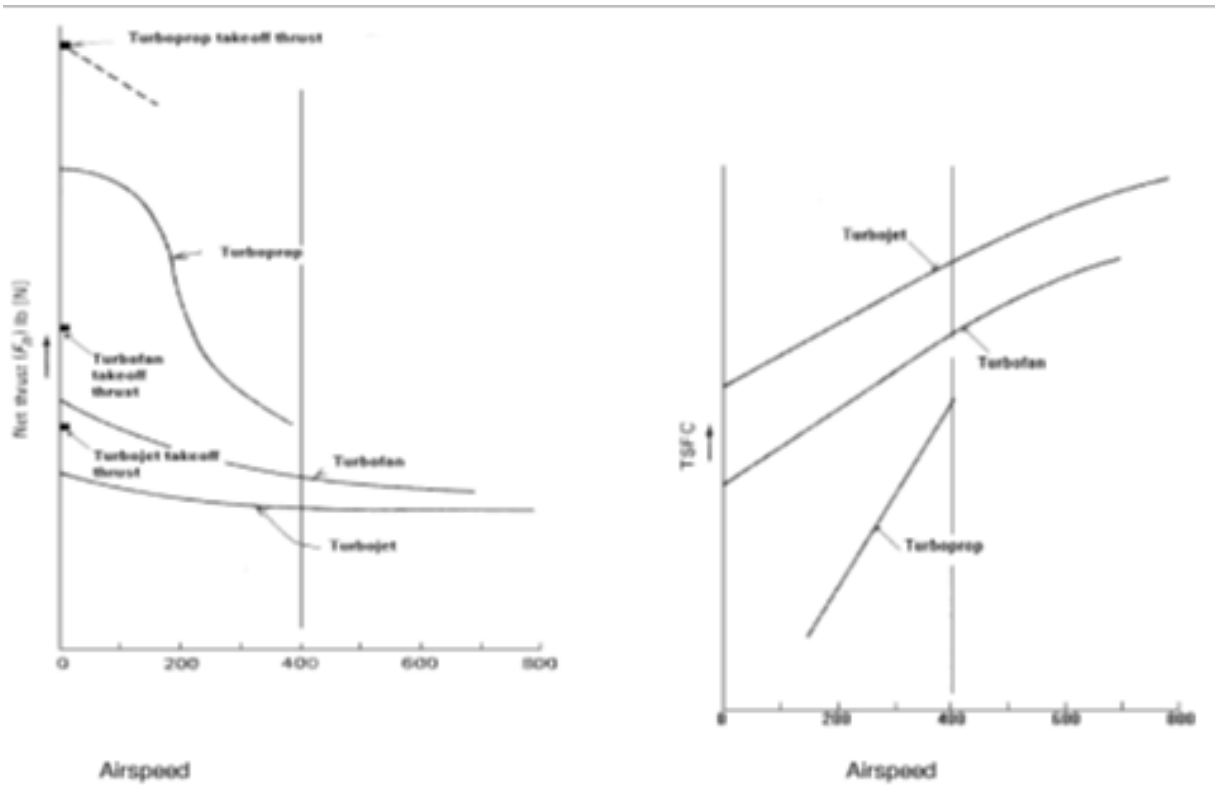 Turboprop takeoff thrust
Turboprop
Net thrust (Fn) lb [N]
Turbofan
takeoff
thrust
Turbojet takeoff
thrust
Turbofan
Turbojet
0 200 400 600 800
Airspeed
Turbojet
Turbofan
TSFC
Turboprop
0 200 400 600 800
Airspeed